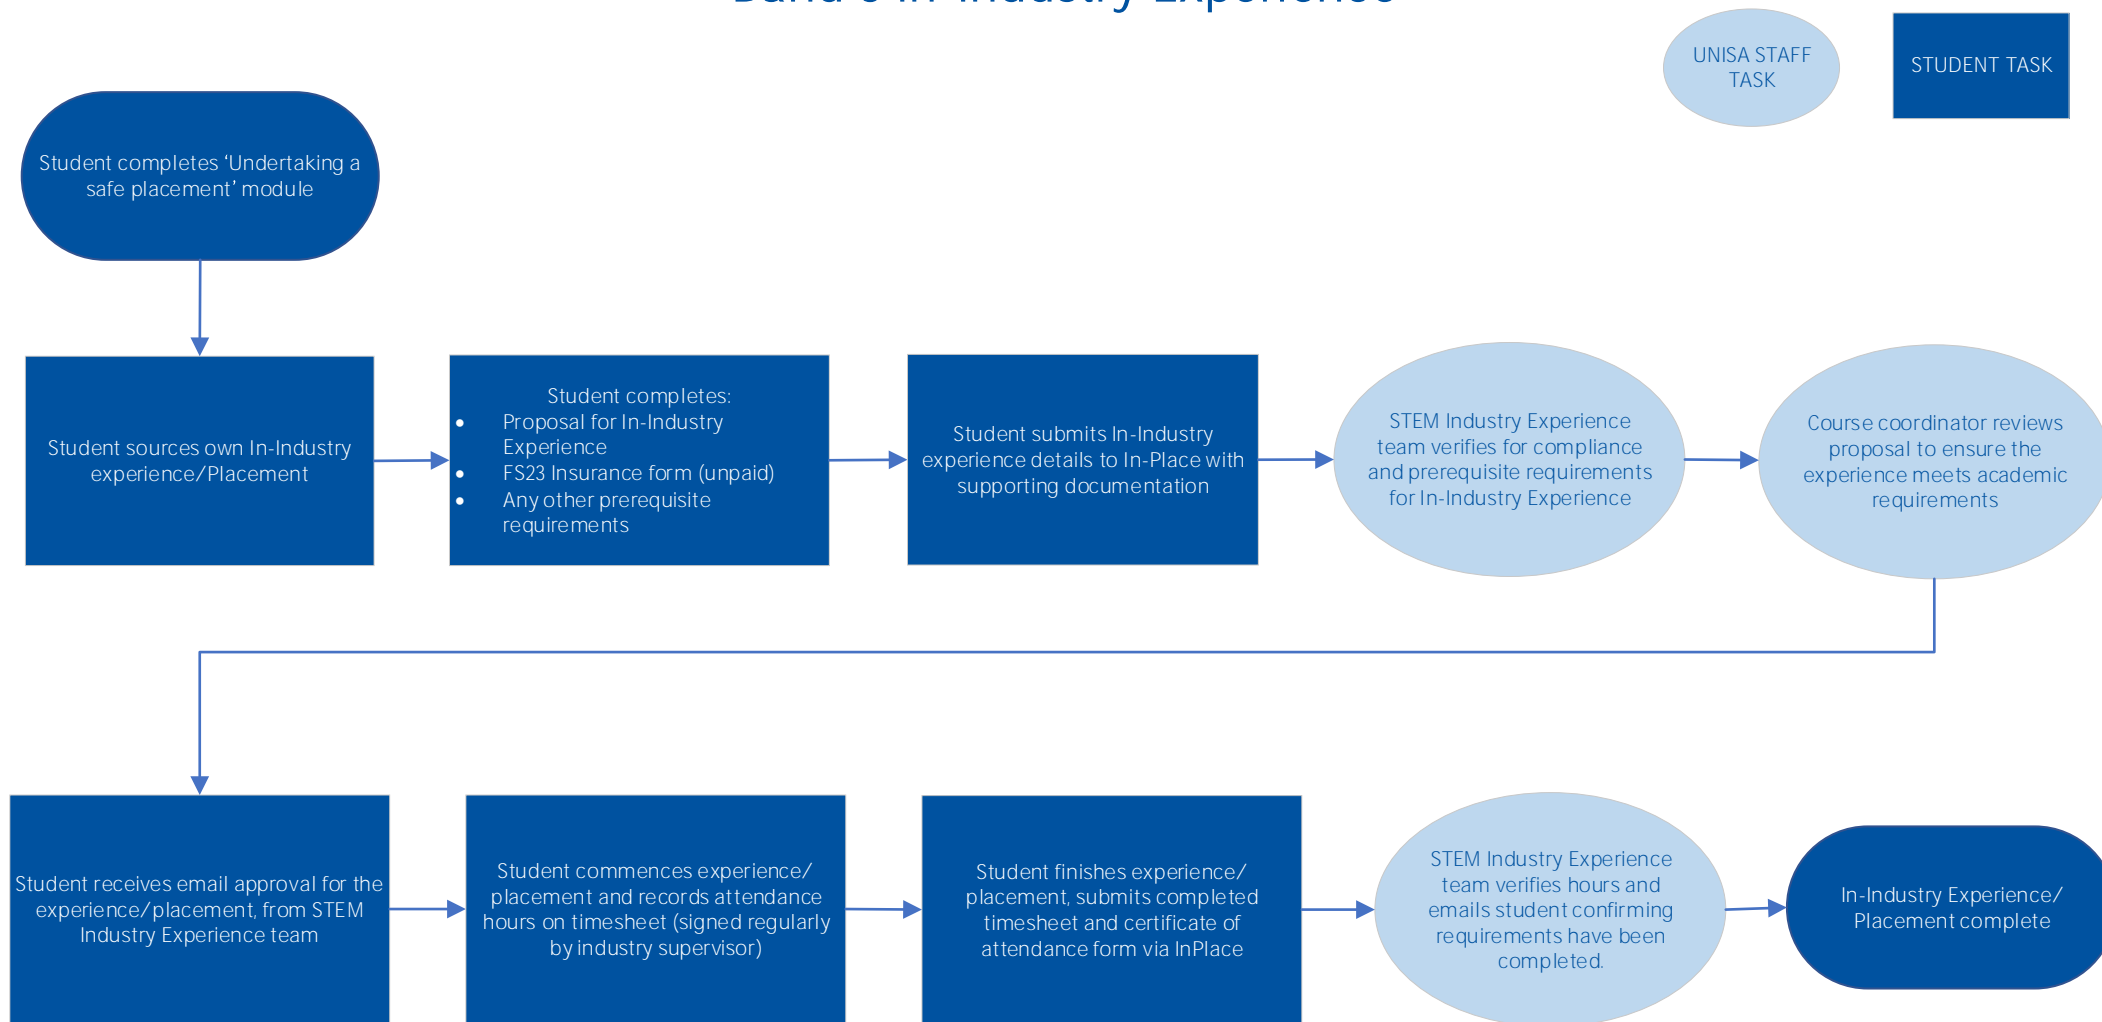 Band In-Industry Experience
UNISA STAFF
TASK
STUDENT TASK
Student completes ‘Undertaking a
safe placement’ module
Student sources own In-Industry
experience/Placement
Student completes:
• Proposal for In-Industry
Experience
• FS23 Insurance form (unpaid)
• Any other prerequisite
requirements
Student submits In-Industry
experience details to In-Place with
supporting documentation
STEM Industry Experience
team verifies for compliance
and prerequisite requirements
for In-Industry Experience
Course coordinator reviews
proposal to ensure the
experience meets academic
requirements
Student receives email approval for the
experience/placement, from STEM
Industry Experience team
Student commences experience/
placement and records attendance
hours on timesheet (signed regularly
by industry supervisor)
Student finishes experience/
placement, submits completed
timesheet and certificate of
attendance form via InPlace
STEM Industry Experience
team verifies hours and
emails student confirming
requirements have been
completed.
In-Industry Experience/
Placement complete